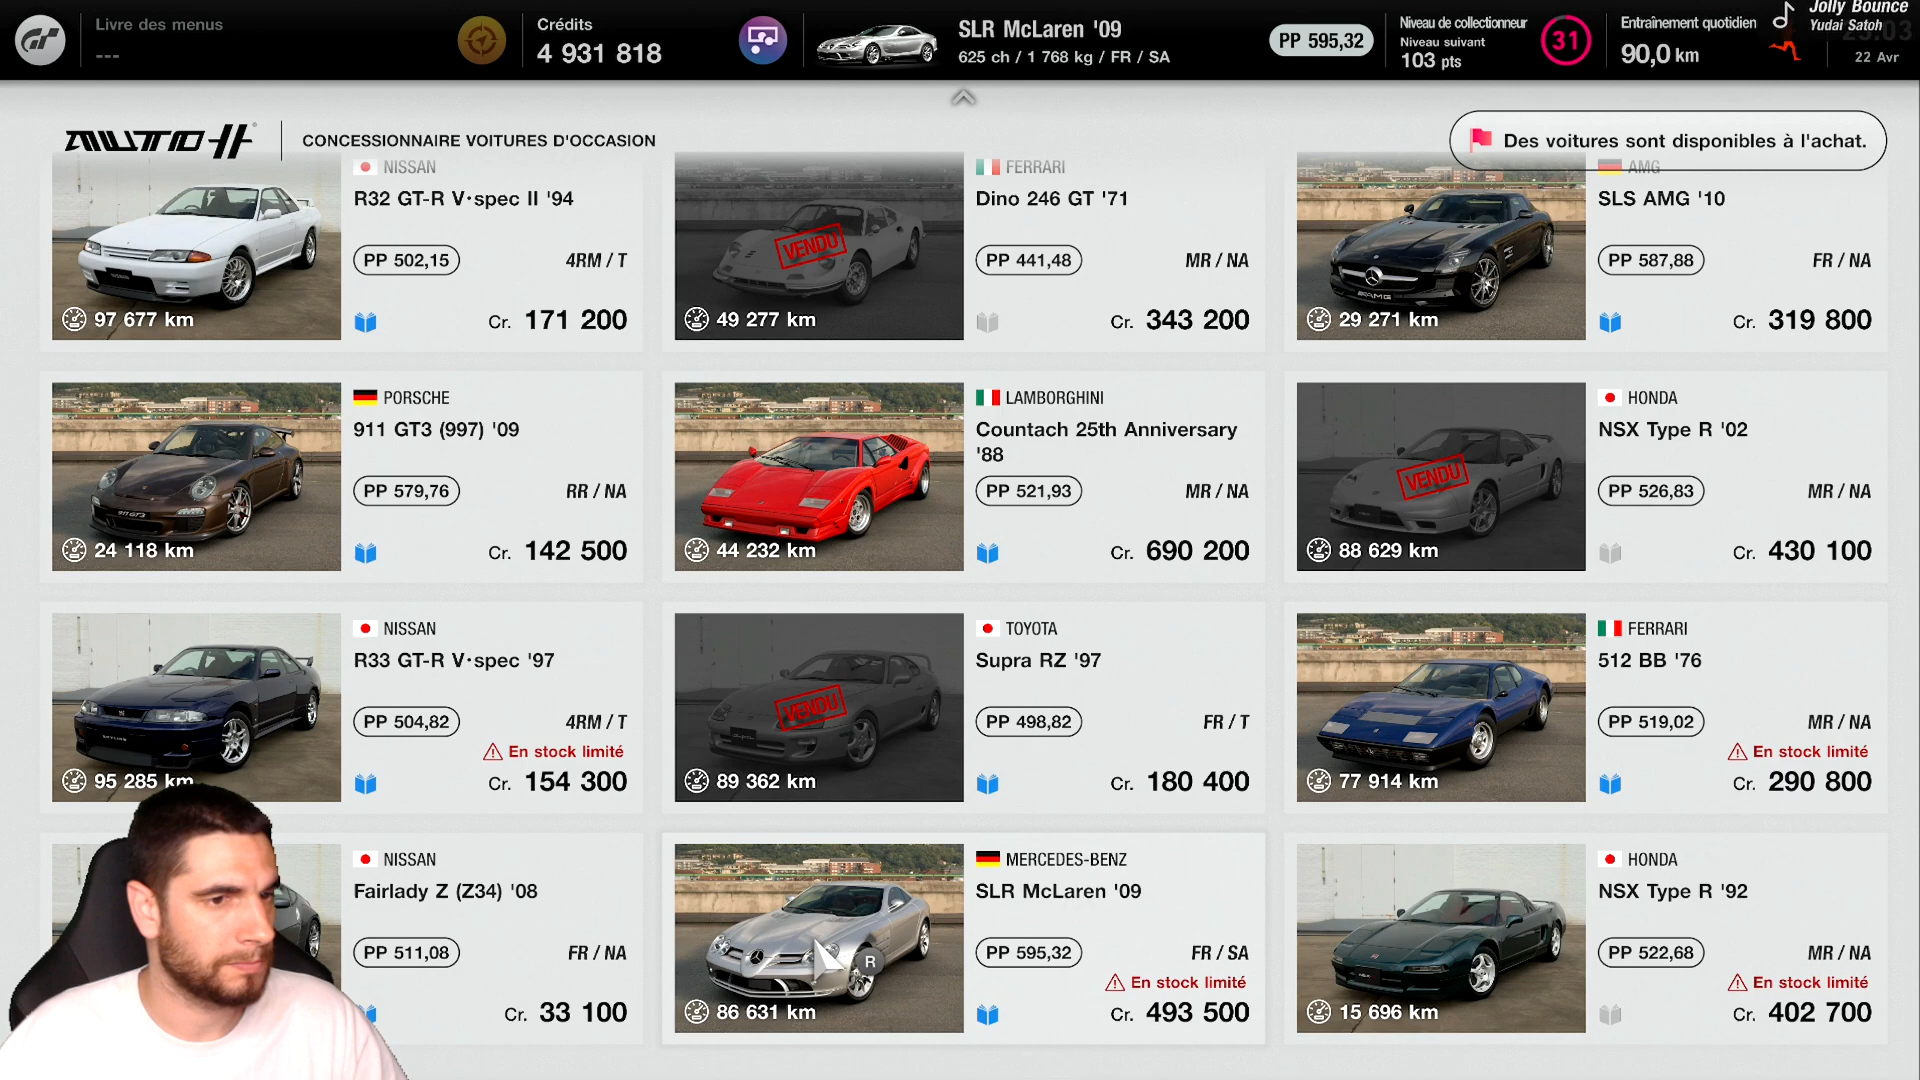 Livre des menus
---
Crédits
4 931 818
SLR McLaren '09
625 ch / 1 768 kg / FR / SA
PP 595,32
Niveau de collectionneur
Niveau suivant
103 pts
31
Entraînement quotidien
90,0 km
Jolly Bounce
Yudai Satoh
22 Avr
AUTO
CONCESSIONNAIRE VOITURES D'OCCASION
Des voitures sont disponibles à l'achat.
NISSAN
R32 GT-R V・spec II '94
PP 502,15
4RM / T
97 677 km
Cr. 171 200
FERRARI
Dino 246 GT '71
VENDU
PP 441,48
MR / NA
49 277 km
Cr. 343 200
AMG
SLS AMG '10
PP 587,88
FR / NA
29 271 km
Cr. 319 800
PORSCHE
911 GT3 (997) '09
PP 579,76
RR / NA
24 118 km
Cr. 142 500
LAMBORGHINI
Countach 25th Anniversary
'88
PP 521,93
MR / NA
44 232 km
Cr. 690 200
HONDA
NSX Type R '02
VENDU
PP 526,83
MR / NA
88 629 km
Cr. 430 100
NISSAN
R33 GT-R V・spec '97
PP 504,82
4RM / T
En stock limité
95 285 km
Cr. 154 300
TOYOTA
Supra RZ '97
VENDU
PP 498,82
FR / T
89 362 km
Cr. 180 400
FERRARI
512 BB '76
PP 519,02
MR / NA
En stock limité
77 914 km
Cr. 290 800
NISSAN
Fairlady Z (Z34) '08
PP 511,08
FR / NA
Cr. 33 100
MERCEDES-BENZ
SLR McLaren '09
R
PP 595,32
FR / SA
En stock limité
86 631 km
Cr. 493 500
HONDA
NSX Type R '92
PP 522,68
MR / NA
En stock limité
15 696 km
Cr. 402 700